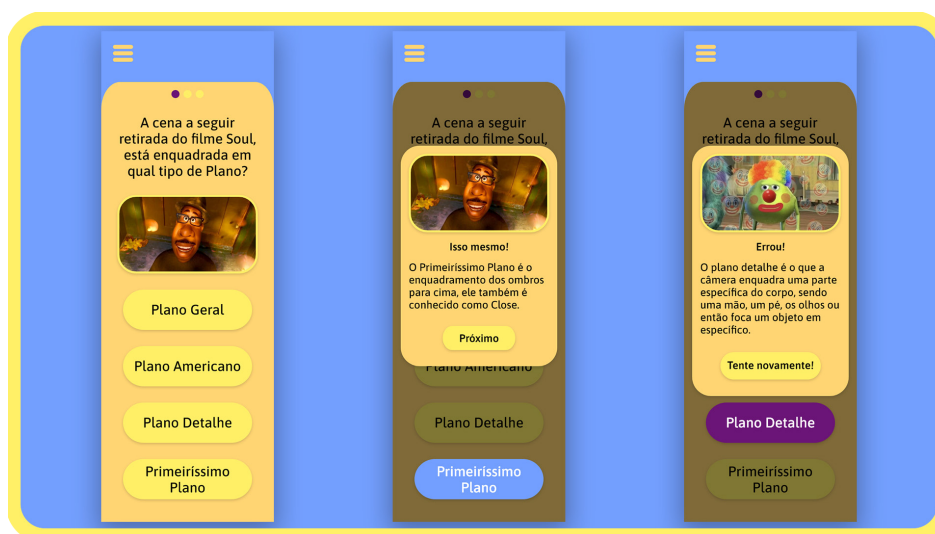 A cena a seguir
retirada do filme Soul,
está enquadrada em
qual tipo de Plano?
Plano Geral
Plano Americano
Plano Detalhe
Primeiríssimo
Plano
A cena a seguir
retirada do filme Soul,
Isso mesmo!
O Primeiríssimo Plano é o
enquadramento dos ombros
para cima, ele também é
conhecido como Close.
Próximo
Plano Americano
Plano Detalhe
Primeiríssimo
Plano
A cena a seguir
retirada do filme Soul,
Errou!
O plano detalhe é o que a
câmera enquadra uma parte
específica do corpo, sendo
uma mão, um pé, os olhos ou
então foca um objeto em
específico.
Tente novamente!
Plano Detalhe
Primeiríssimo
Plano